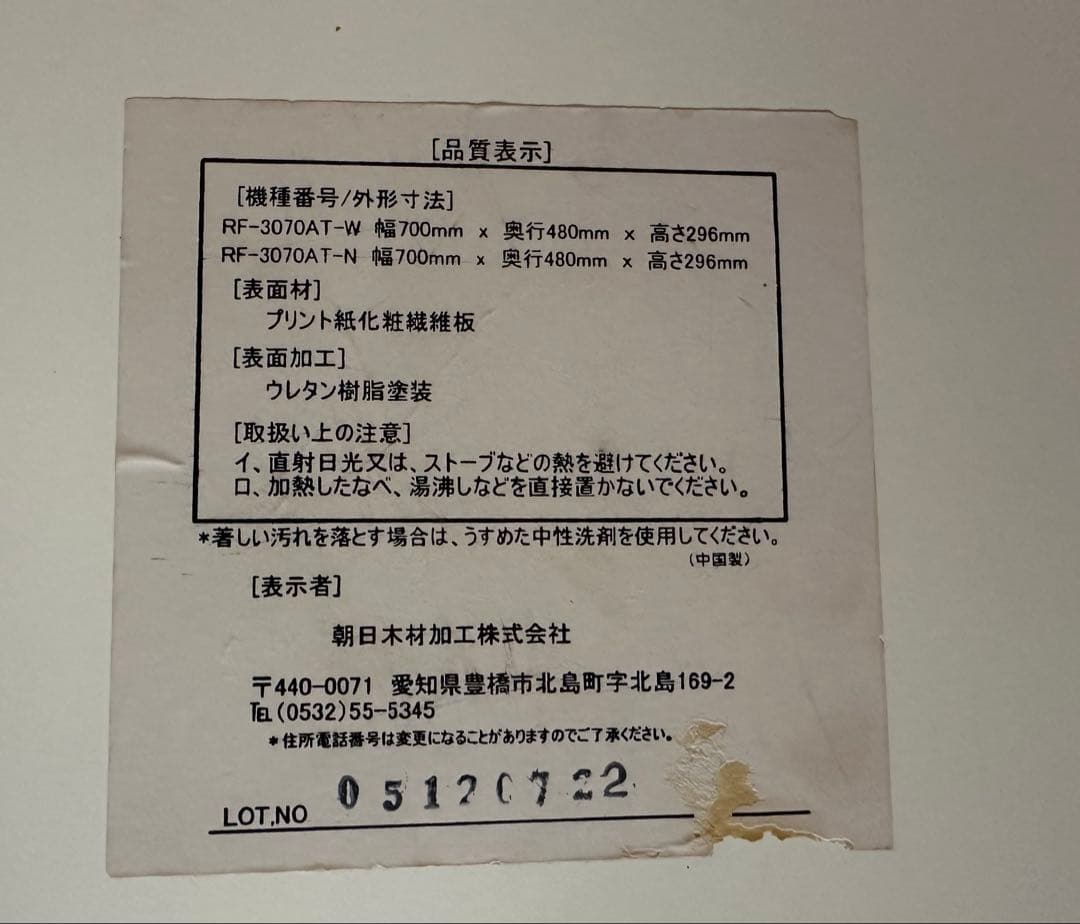 [品質表示]
[機種番号/外形寸法]
RF-3070AT-W 幅700mm x 奥行480mm x 高さ296mm
RF-3070AT-N 幅700mm x 奥行480mm x 高さ296mm
[表面材]
プリント紙化粧繊維板
[表面加工]
ウレタン樹脂塗装
[取扱い上の注意]
イ、直射日光又は、ストーブなどの熱を避けてください。
ロ、加熱したなべ、湯沸しなどを直接置かないでください。
*著しい汚れを落とす場合は、うすめた中性洗剤を使用してください。
(中国製)
[表示者]
朝日木材加工株式会社
〒440-0071 愛知県豊橋市北島町字北島169-2
℡(0532)55-5345
*住所電話番号は変更になることがありますのでご了承ください。
LOT,NO